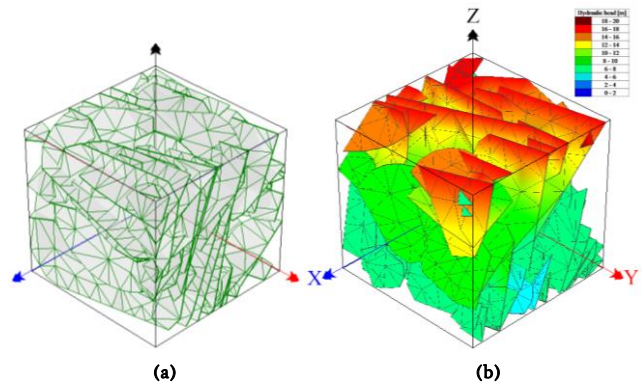 Z
Hydraulic head [m]
18 - 20
16 - 18
14 - 16
12 - 14
10 - 12
8 - 10
6 - 8
4 - 6
2 - 4
0 - 2
X
Y
(a)
(b)